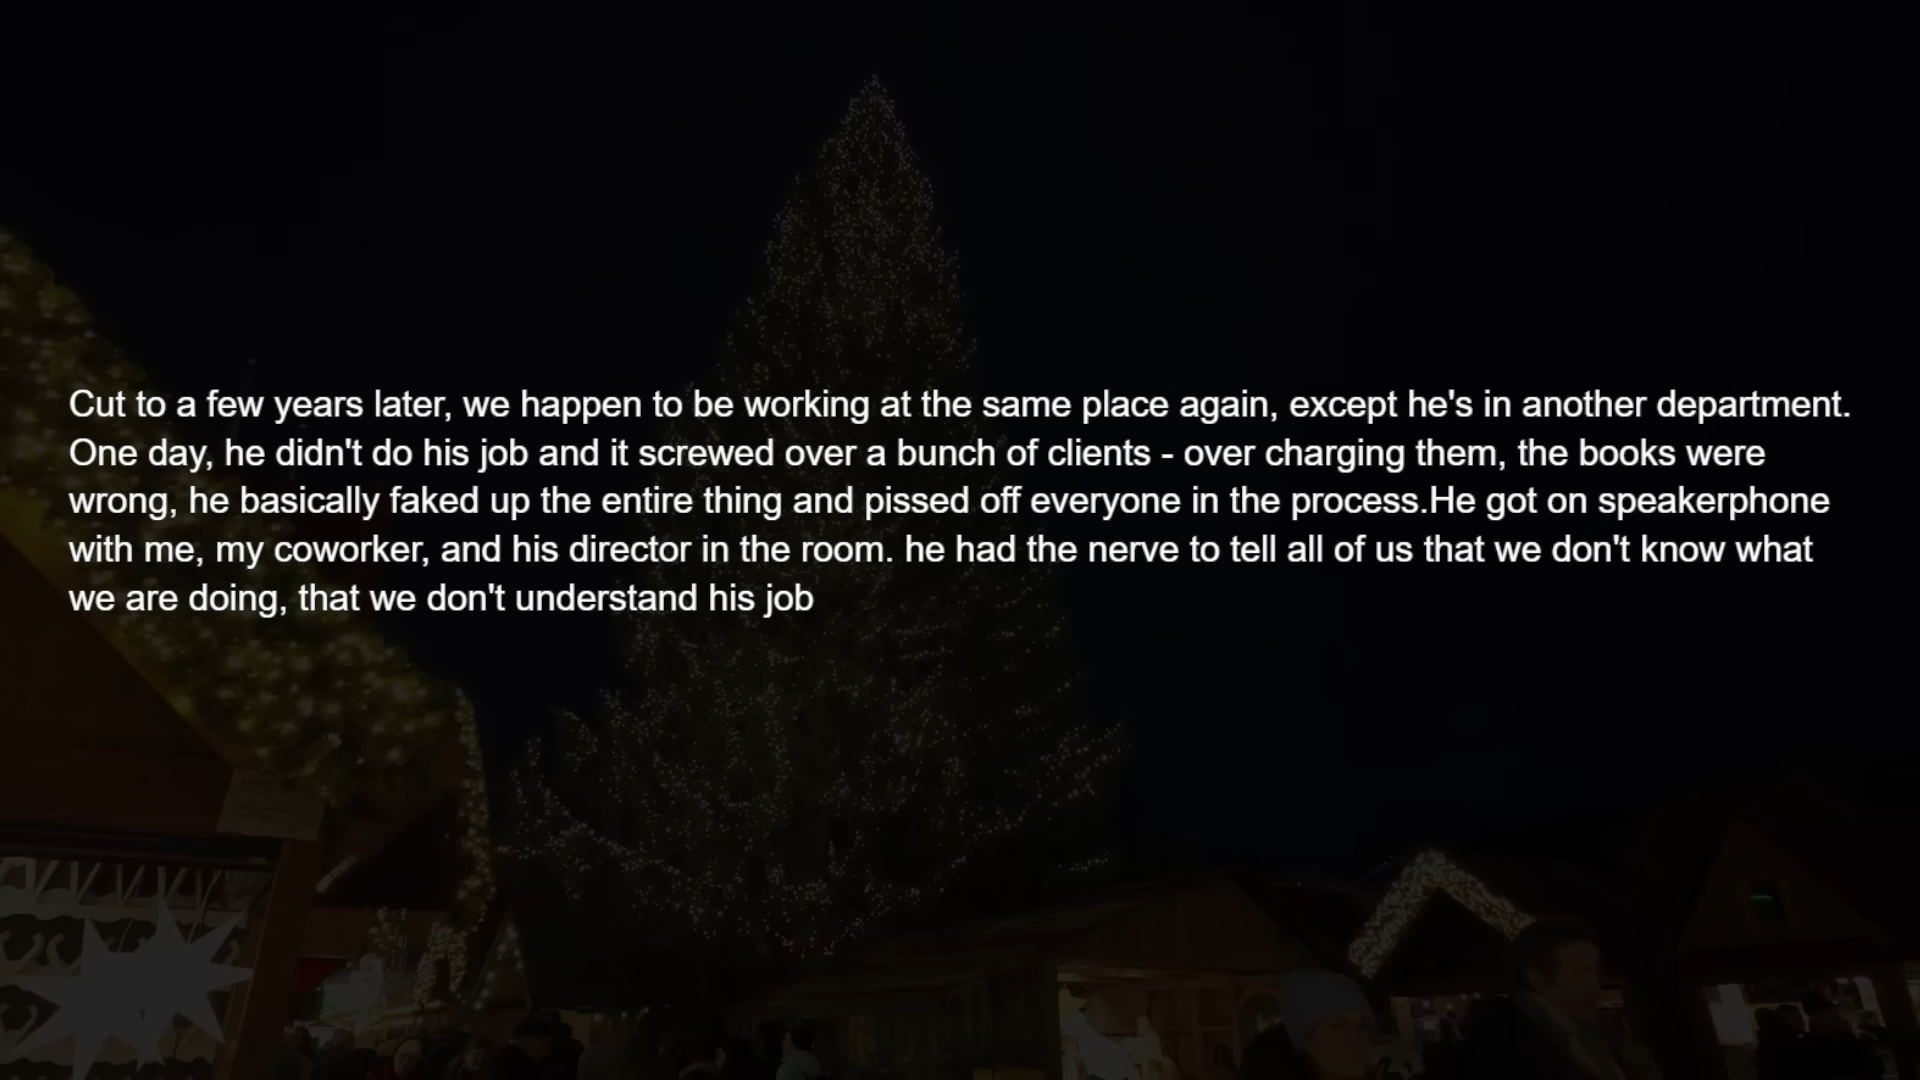 Cut to a few years later, we happen to be working at the same place again, except he's in another department.
One day, he didn't do his job and it screwed over a bunch of clients - over charging them, the books were
wrong, he basically faked up the entire thing and pissed off everyone in the process.He got on speakerphone
with me, my coworker, and his director in the room. he had the nerve to tell all of us that we don't know what
we are doing, that we don't understand his job